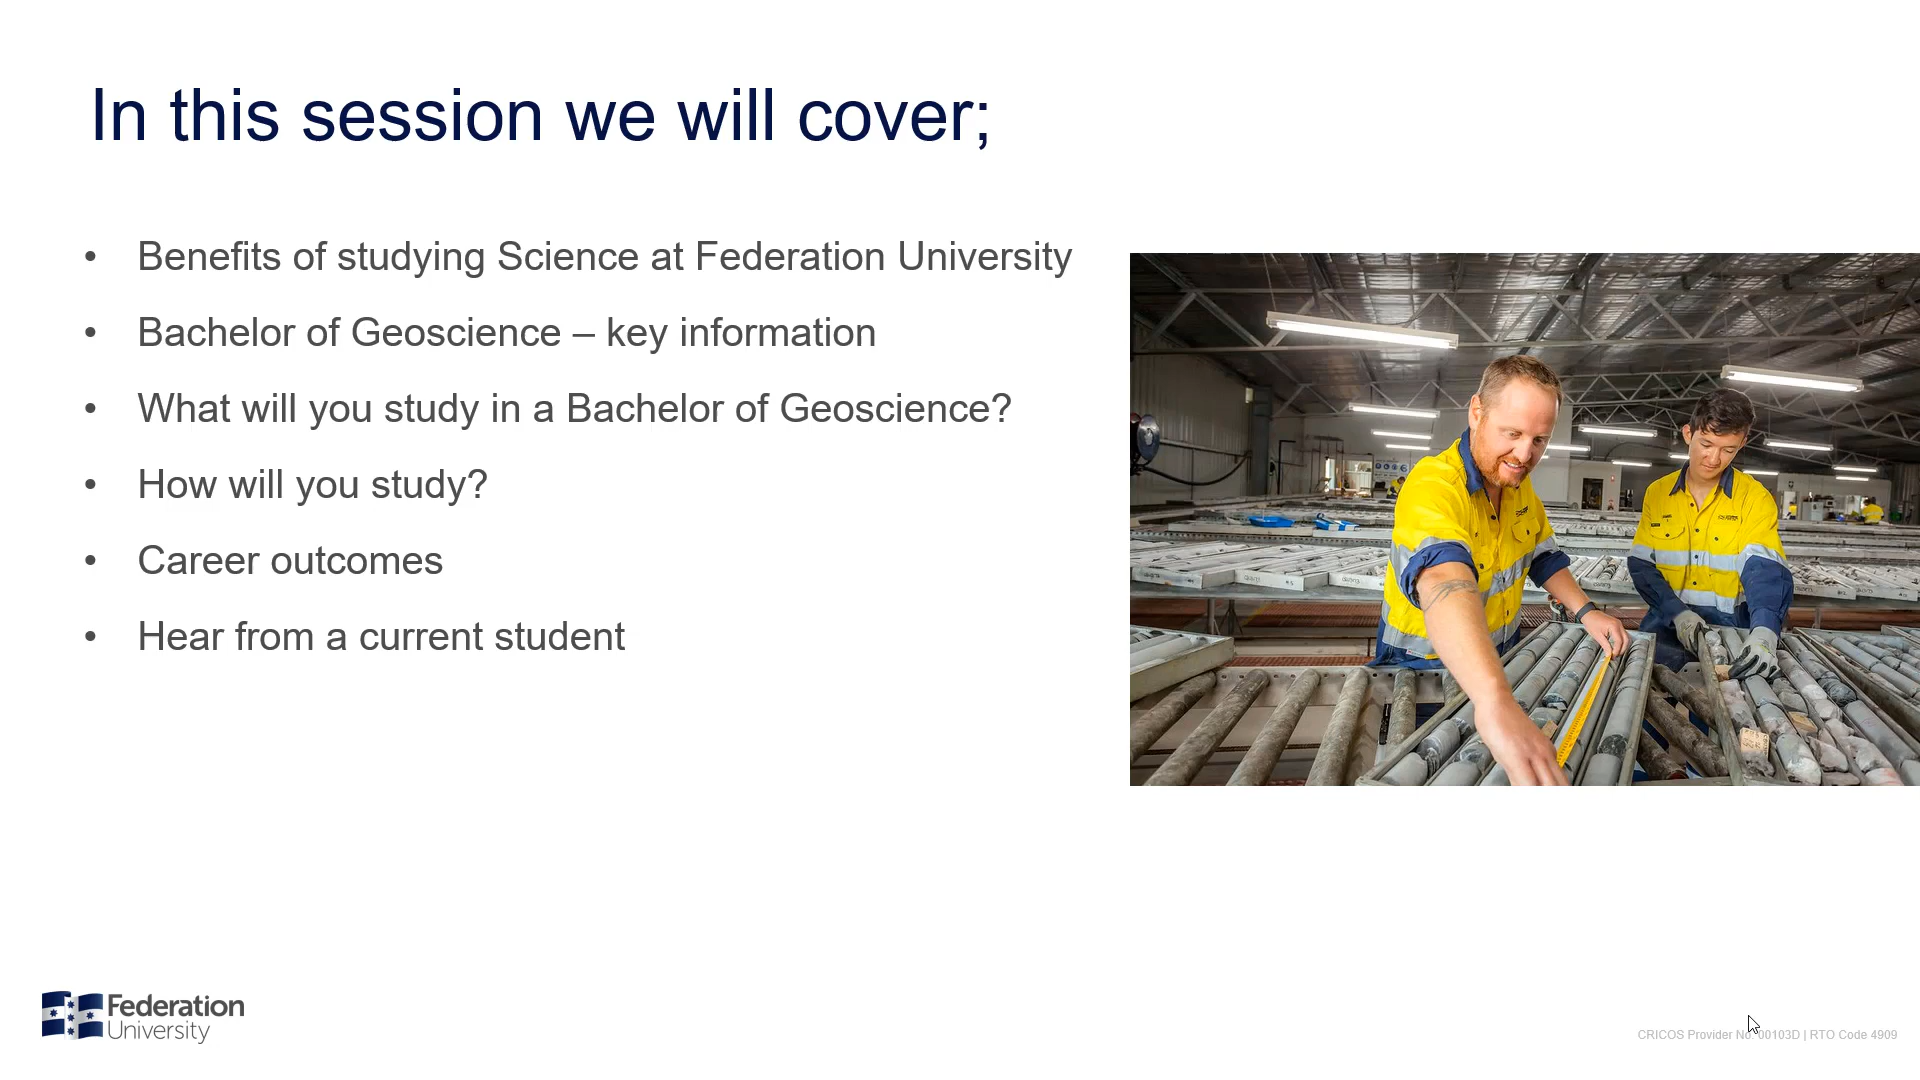 In this session we will cover;
• Benefits of studying Science at Federation University
• Bachelor of Geoscience – key information
• What will you study in a Bachelor of Geoscience?
• How will you study?
• Career outcomes
• Hear from a current student
Federation
University
CRICOS Provider No. 00103D | RTO Code 4909